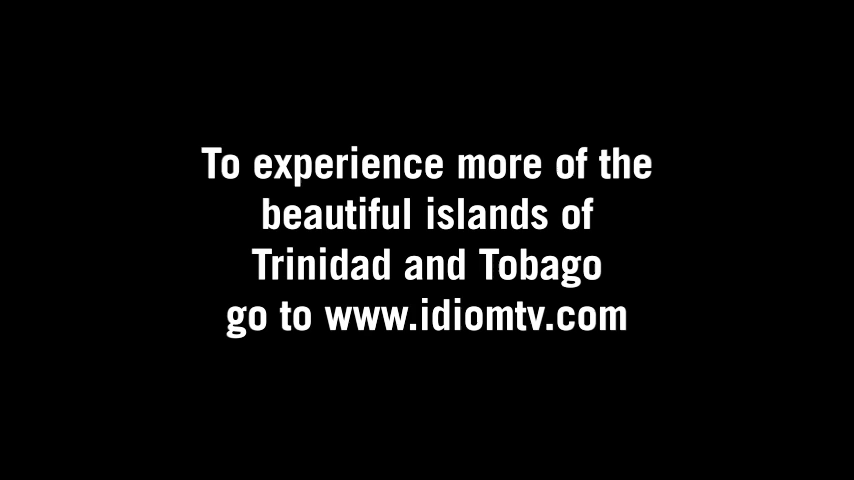 To experience more of the
beautiful islands of
Trinidad and Tobago
go to www.idiomtv.com